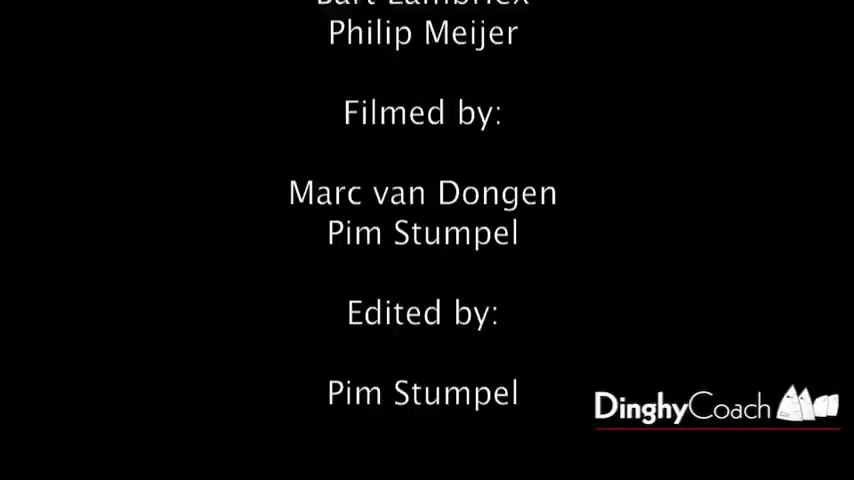 Philip Meijer
Filmed by:
Marc van Dongen
Pim Stumpel
Edited by:
Pim Stumpel
DinghyCoach